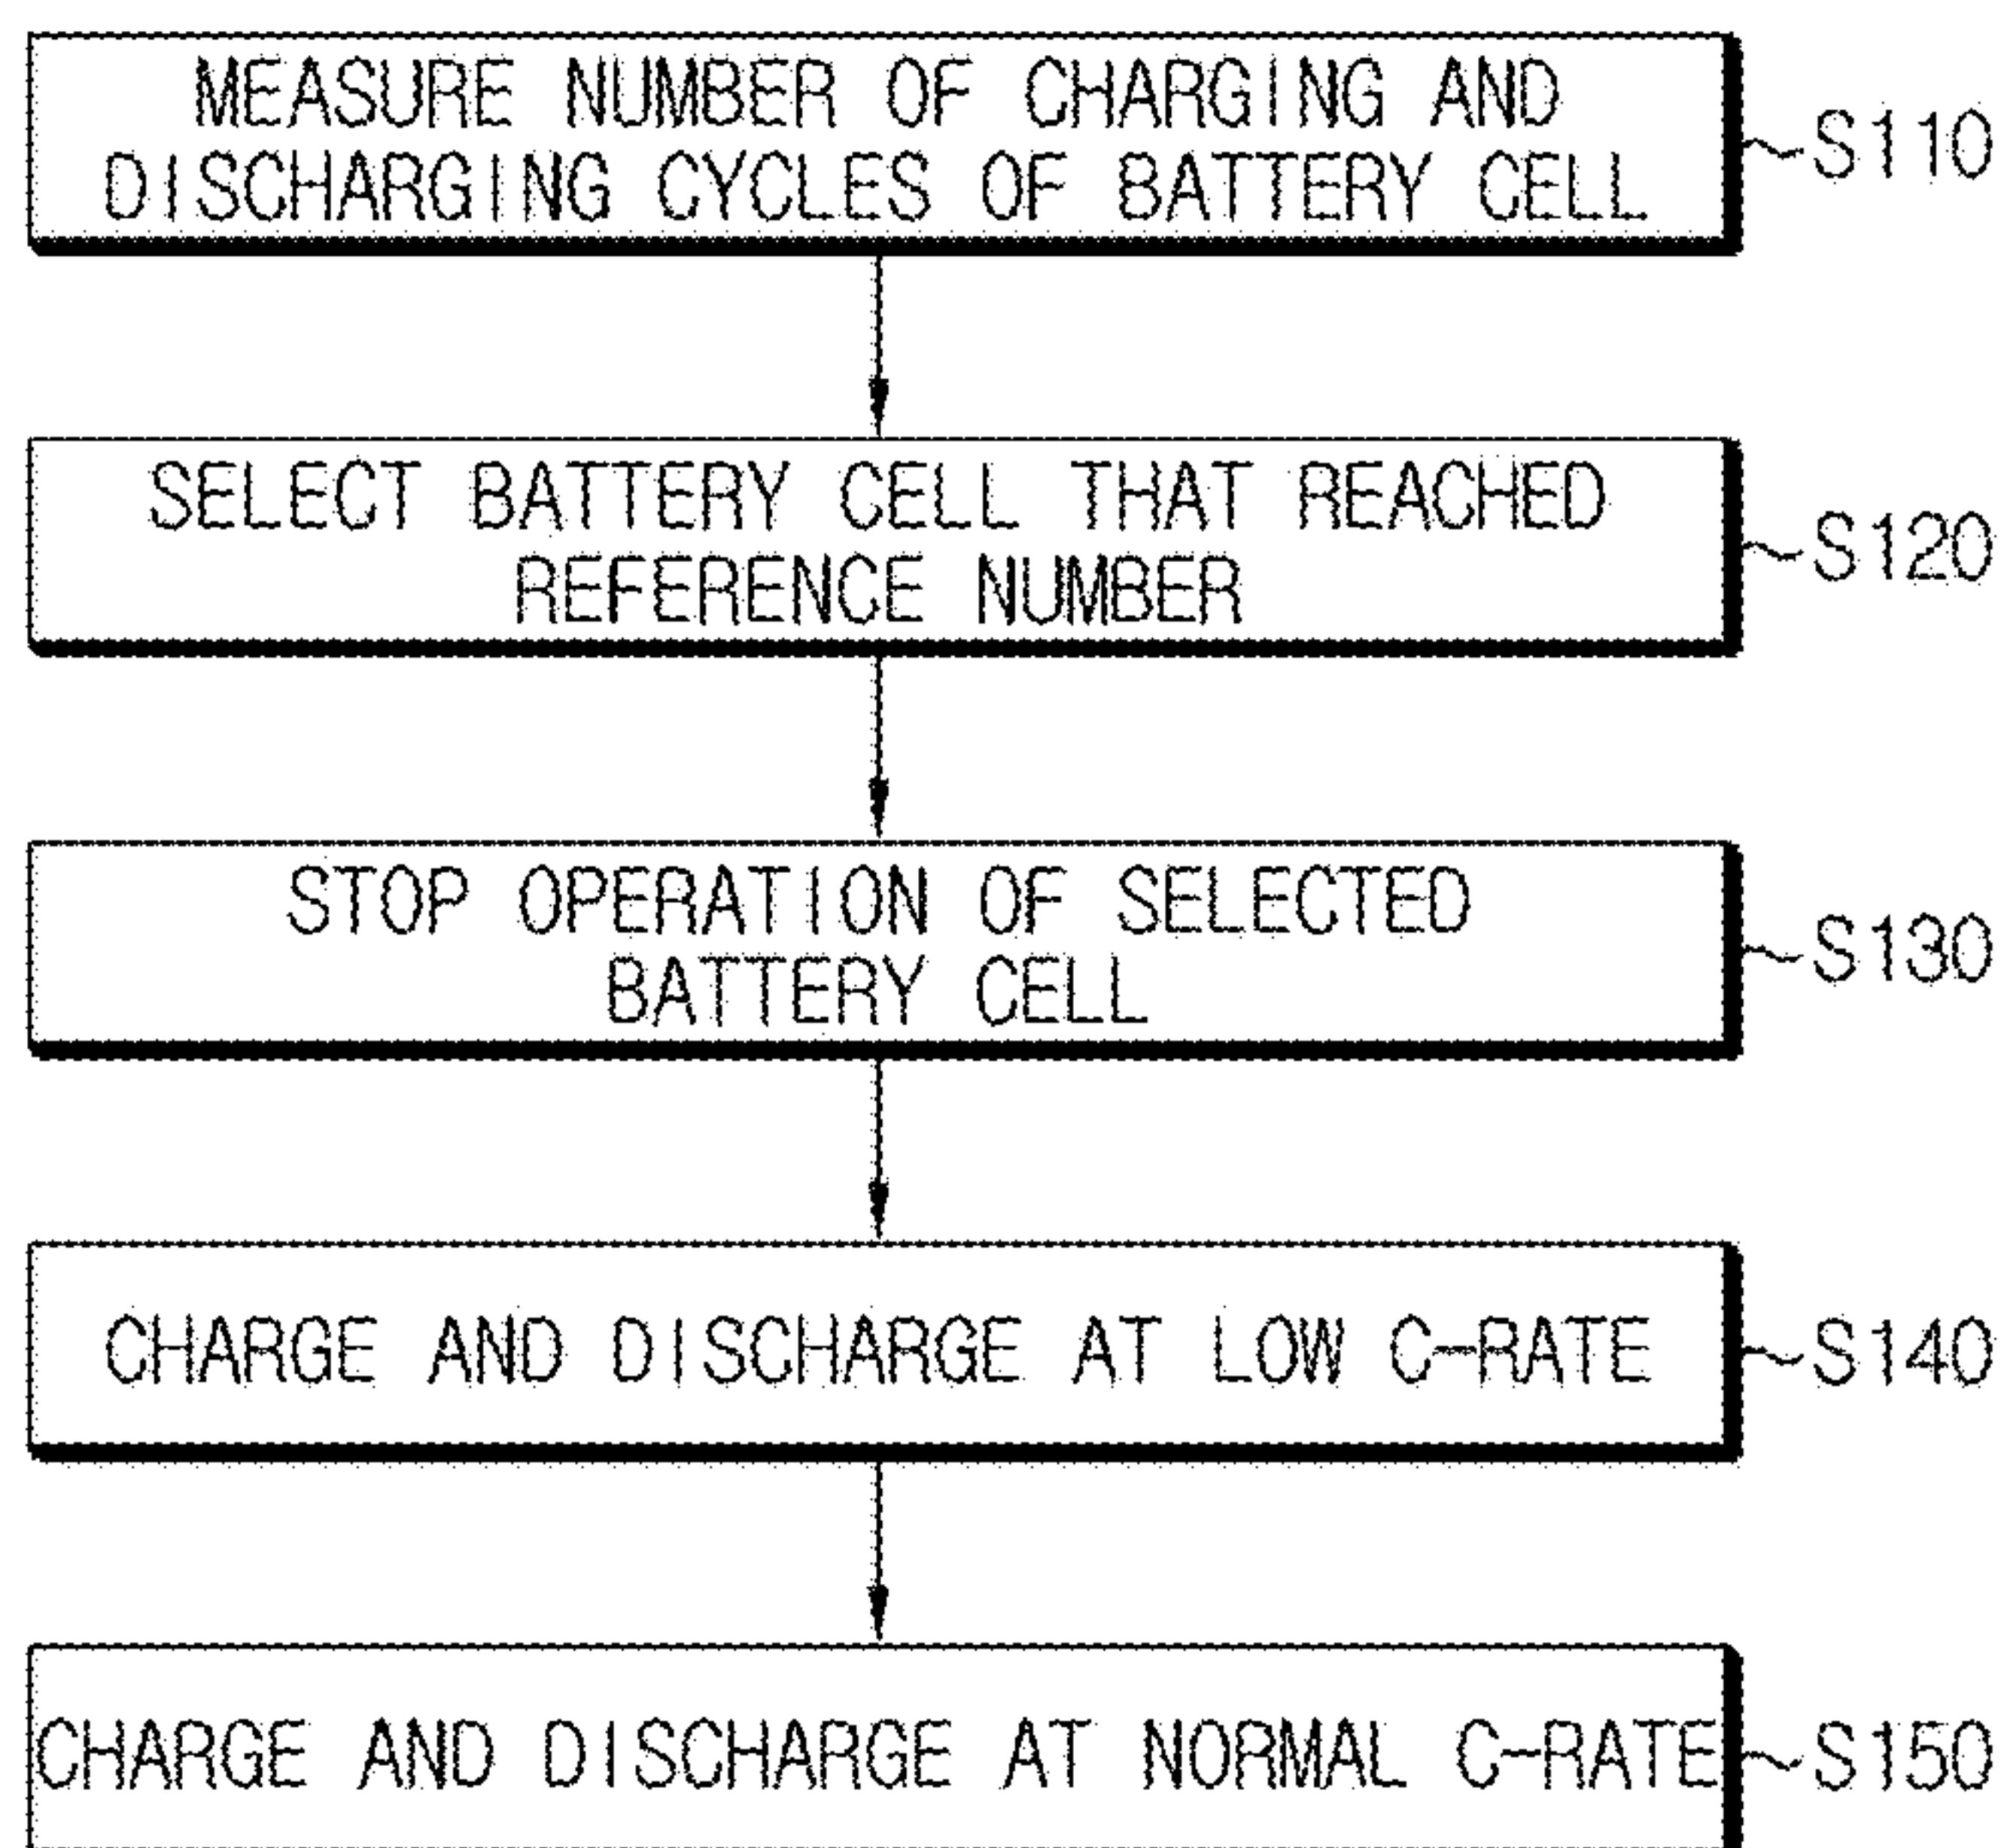 MEASURE NUMBER OF CHARGING AND
DISCHARGING CYCLES OF BATTERY CELL
S110
SELECT BATTERY CELL THAT REACHED
REFERENCE NUMBER
S120
STOP OPERATION OF SELECTED
BATTERY CELL
S130
CHARGE AND DISCHARGE AT LOW C-RATE
S140
CHARGE AND DISCHARGE AT NORMAL C-RATE
S150